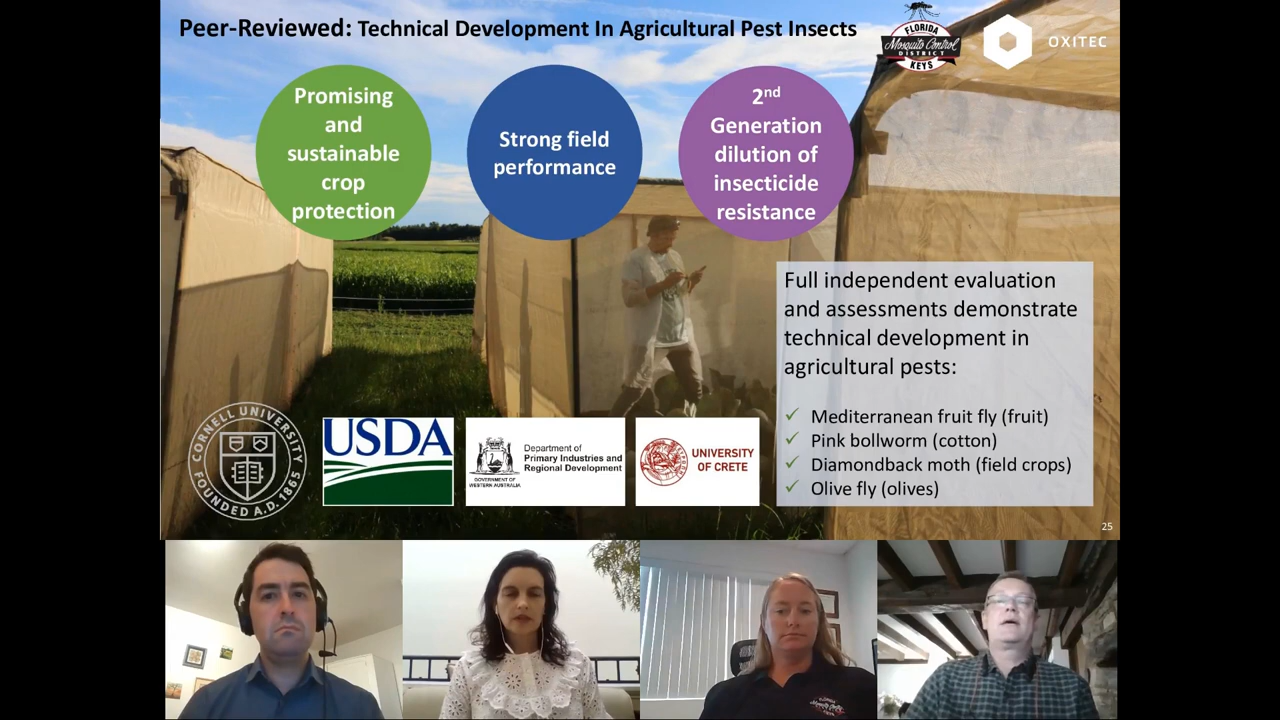 Peer-Reviewed: Technical Development In Agricultural Pest Insects
FLORIDA
Mosquito Control
DISTRICT
KEYS
OXITEC
Promising
and
sustainable
crop
protection
Strong field
performance
2nd
Generation
dilution of
insecticide
resistance
Full independent evaluation
and assessments demonstrate
technical development in
agricultural pests:
✓ Mediterranean fruit fly (fruit)
✓ Pink bollworm (cotton)
✓ Diamondback moth (field crops)
✓ Olive fly (olives)
CORNELL UNIVERSITY
FOUNDED A.D. 1865
USDA
GOVERNMENT OF
WESTERN AUSTRALIA
Department of
Primary Industries and
Regional Development
UNIVERSITY
OF CRETE
25
Mosquito Control